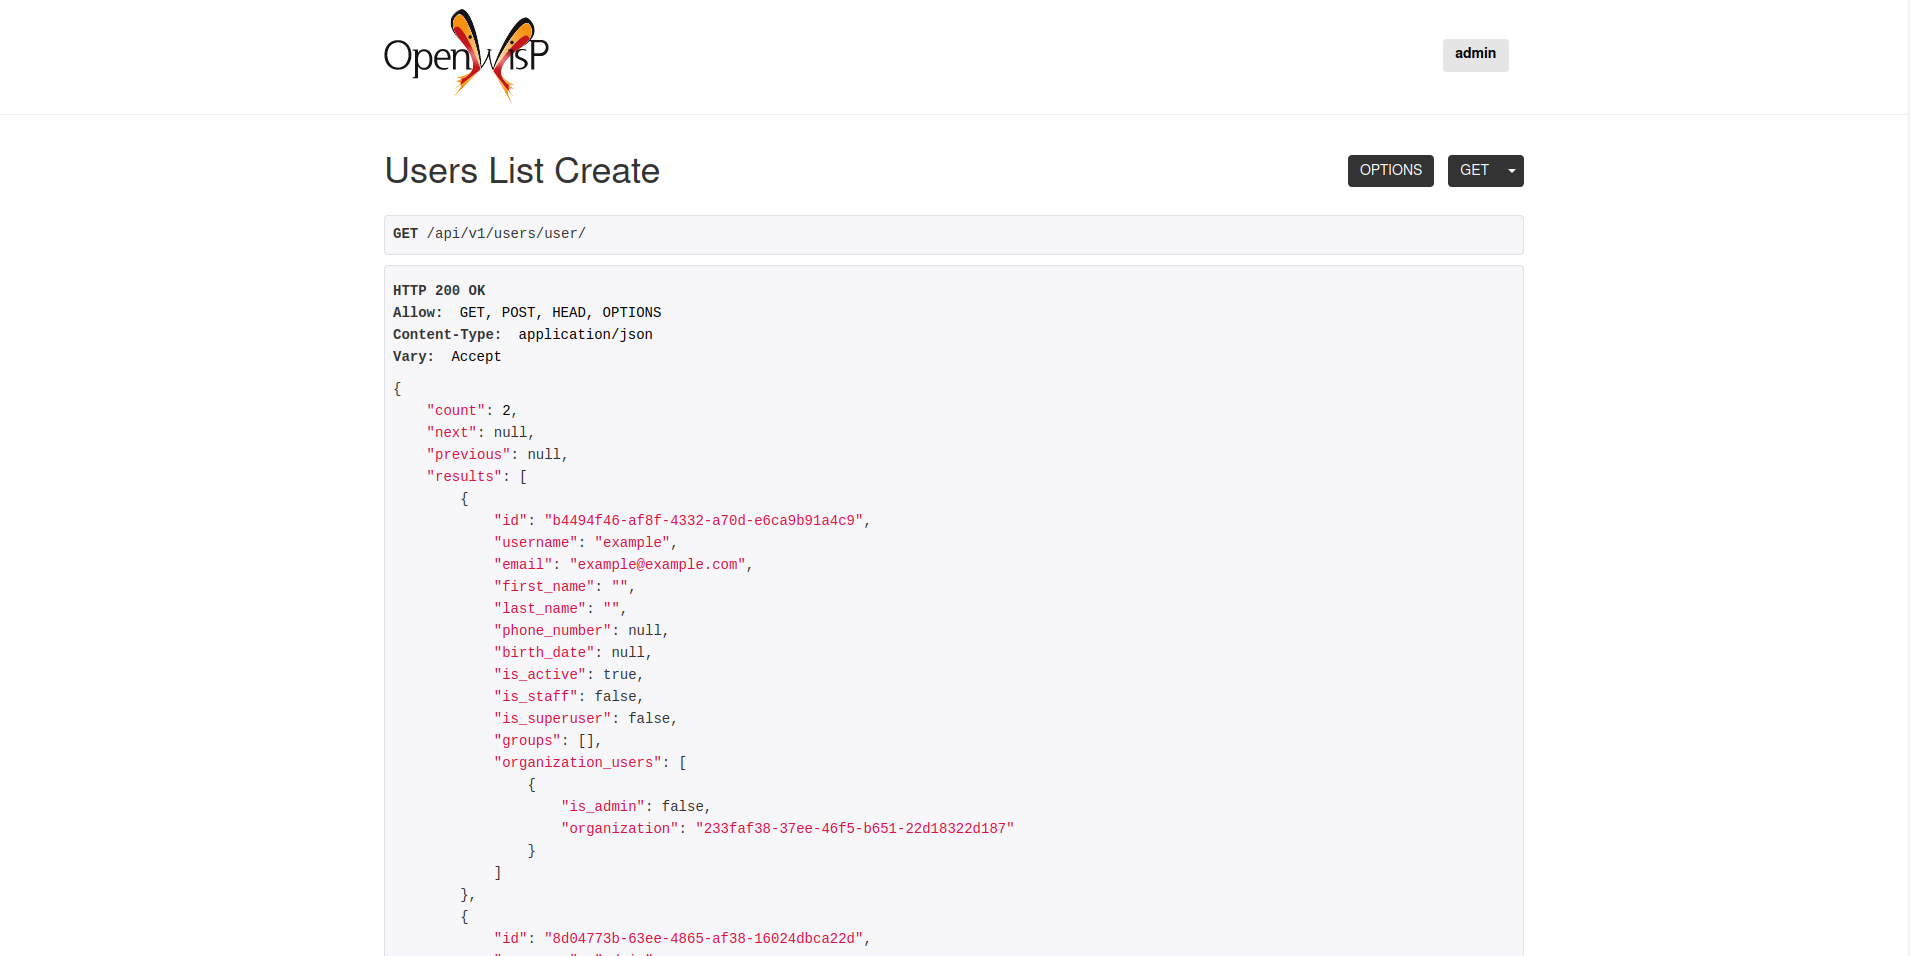 OpenWisP
admin
Users List Create
OPTIONS
GET
GET /api/v1/users/user/
HTTP 200 OK
Allow: GET, POST, HEAD, OPTIONS
Content-Type: application/json
Vary: Accept
{
"count": 2,
"next": null,
"previous": null,
"results": [
{
"id": "b4494f46-af8f-4332-a70d-e6ca9b91a4c9",
"username": "example",
"email": "example@example.com",
"first_name": "",
"last_name": "",
"phone_number": null,
"birth_date": null,
"is_active": true,
"is_staff": false,
"is_superuser": false,
"groups": [],
"organization_users": [
{
"is_admin": false,
"organization": "233faf38-37ee-46f5-b651-22d18322d187"
}
]
},
{
"id": "8d04773b-63ee-4865-af38-16024dbca22d",